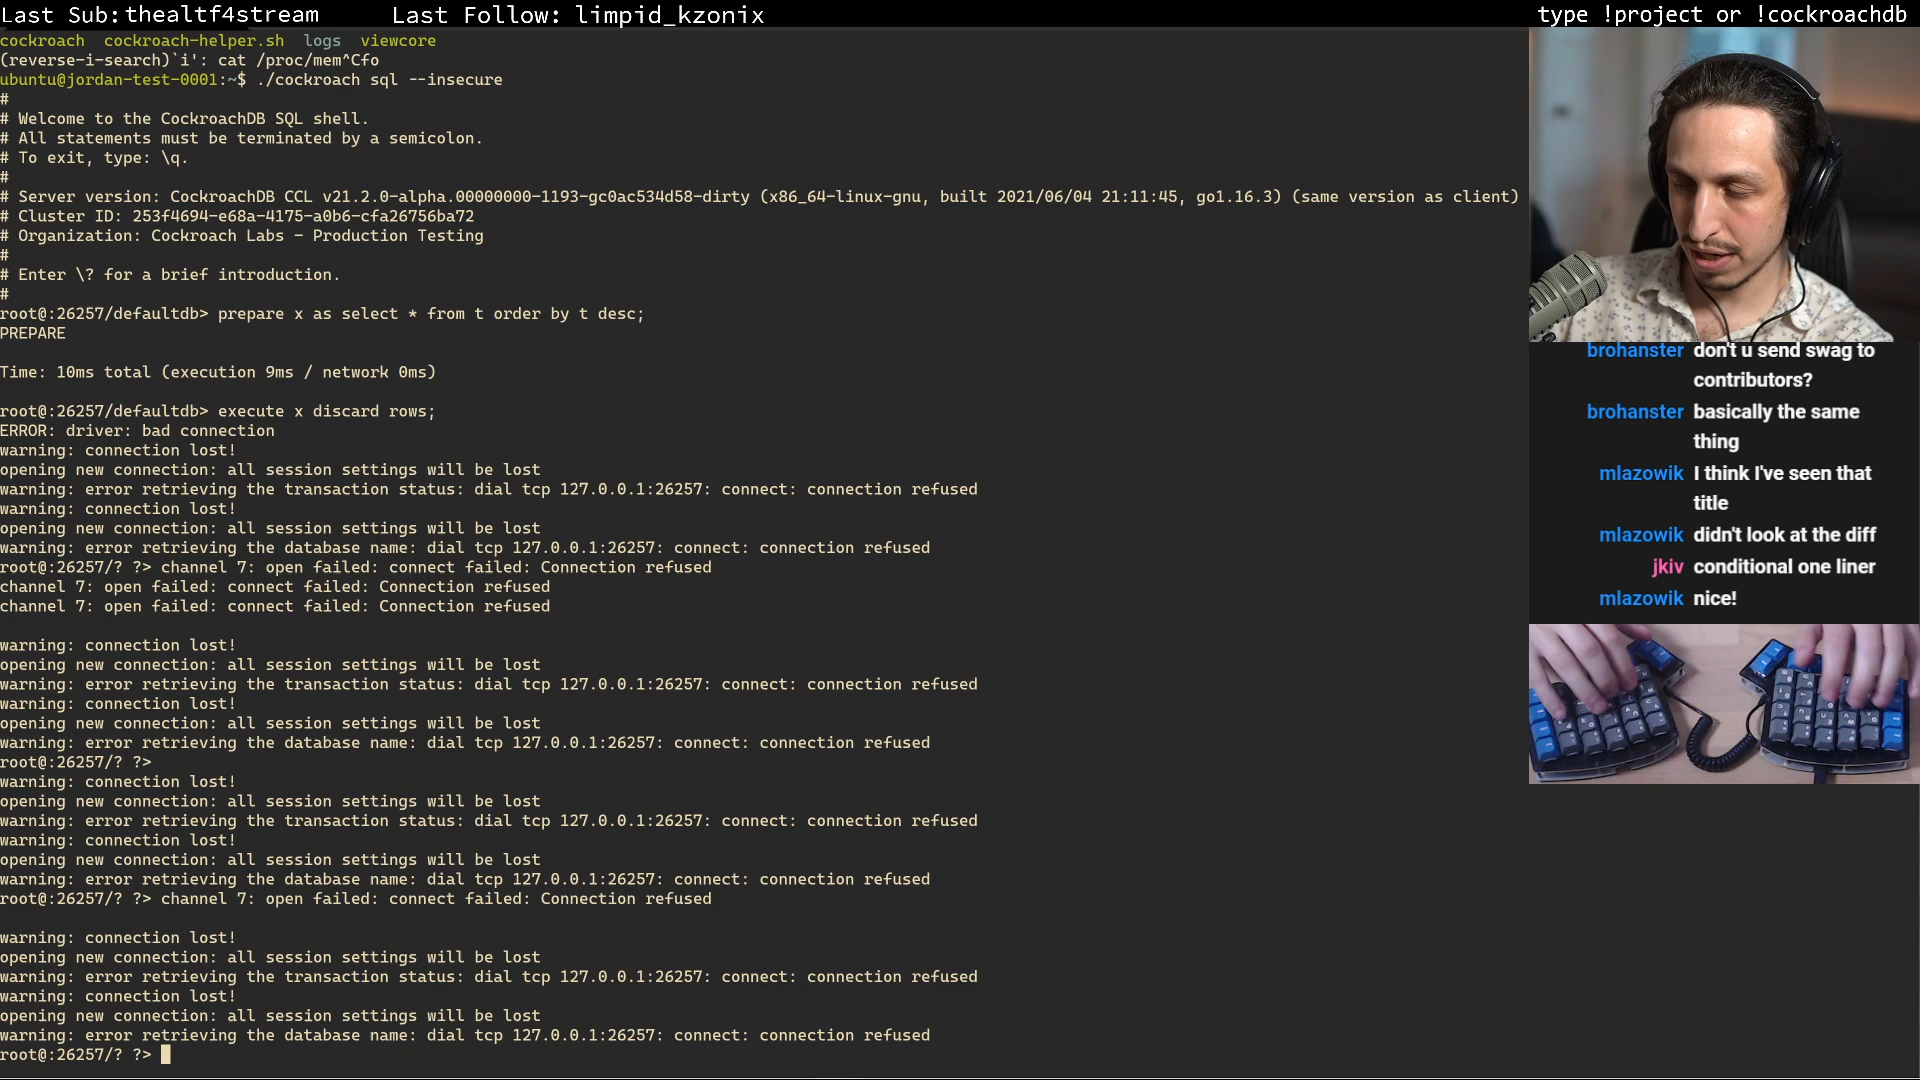 Last Sub:thealtf4stream Last Follow: limpid_kzonix type !project or !cockroachdb
cockroach cockroach-helper.sh logs viewcore
(reverse-i-search)`i': cat /proc/mem^Cfo
ubuntu@jordan-test-0001:~$ ./cockroach sql --insecure
#
# Welcome to the CockroachDB SQL shell.
# All statements must be terminated by a semicolon.
# To exit, type: \q.
#
# Server version: CockroachDB CCL v21.2.0-alpha.00000000-1193-gc0ac534d58-dirty (x86_64-linux-gnu, built 2021/06/04 21:11:45, go1.16.3) (same version as client)
# Cluster ID: 253f4694-e68a-4175-a0b6-cfa26756ba72
# Organization: Cockroach Labs - Production Testing
#
# Enter \? for a brief introduction.
#
root@:26257/defaultdb> prepare x as select * from t order by t desc;
PREPARE
Time: 10ms total (execution 9ms / network 0ms)
root@:26257/defaultdb> execute x discard rows;
ERROR: driver: bad connection
warning: connection lost!
opening new connection: all session settings will be lost
warning: error retrieving the transaction status: dial tcp 127.0.0.1:26257: connect: connection refused
warning: connection lost!
opening new connection: all session settings will be lost
warning: error retrieving the database name: dial tcp 127.0.0.1:26257: connect: connection refused
root@:26257/? ?> channel 7: open failed: connect failed: Connection refused
channel 7: open failed: connect failed: Connection refused
channel 7: open failed: connect failed: Connection refused
warning: connection lost!
opening new connection: all session settings will be lost
warning: error retrieving the transaction status: dial tcp 127.0.0.1:26257: connect: connection refused
warning: connection lost!
opening new connection: all session settings will be lost
warning: error retrieving the database name: dial tcp 127.0.0.1:26257: connect: connection refused
root@:26257/? ?>
warning: connection lost!
opening new connection: all session settings will be lost
warning: error retrieving the transaction status: dial tcp 127.0.0.1:26257: connect: connection refused
warning: connection lost!
opening new connection: all session settings will be lost
warning: error retrieving the database name: dial tcp 127.0.0.1:26257: connect: connection refused
root@:26257/? ?> channel 7: open failed: connect failed: Connection refused
warning: connection lost!
opening new connection: all session settings will be lost
warning: error retrieving the transaction status: dial tcp 127.0.0.1:26257: connect: connection refused
warning: connection lost!
opening new connection: all session settings will be lost
warning: error retrieving the database name: dial tcp 127.0.0.1:26257: connect: connection refused
root@:26257/? ?>
brohanster don't u send swag to
contributors?
brohanster basically the same
thing
mlazowik I think I've seen that
title
mlazowik didn't look at the diff
jkiv conditional one liner
mlazowik nice!